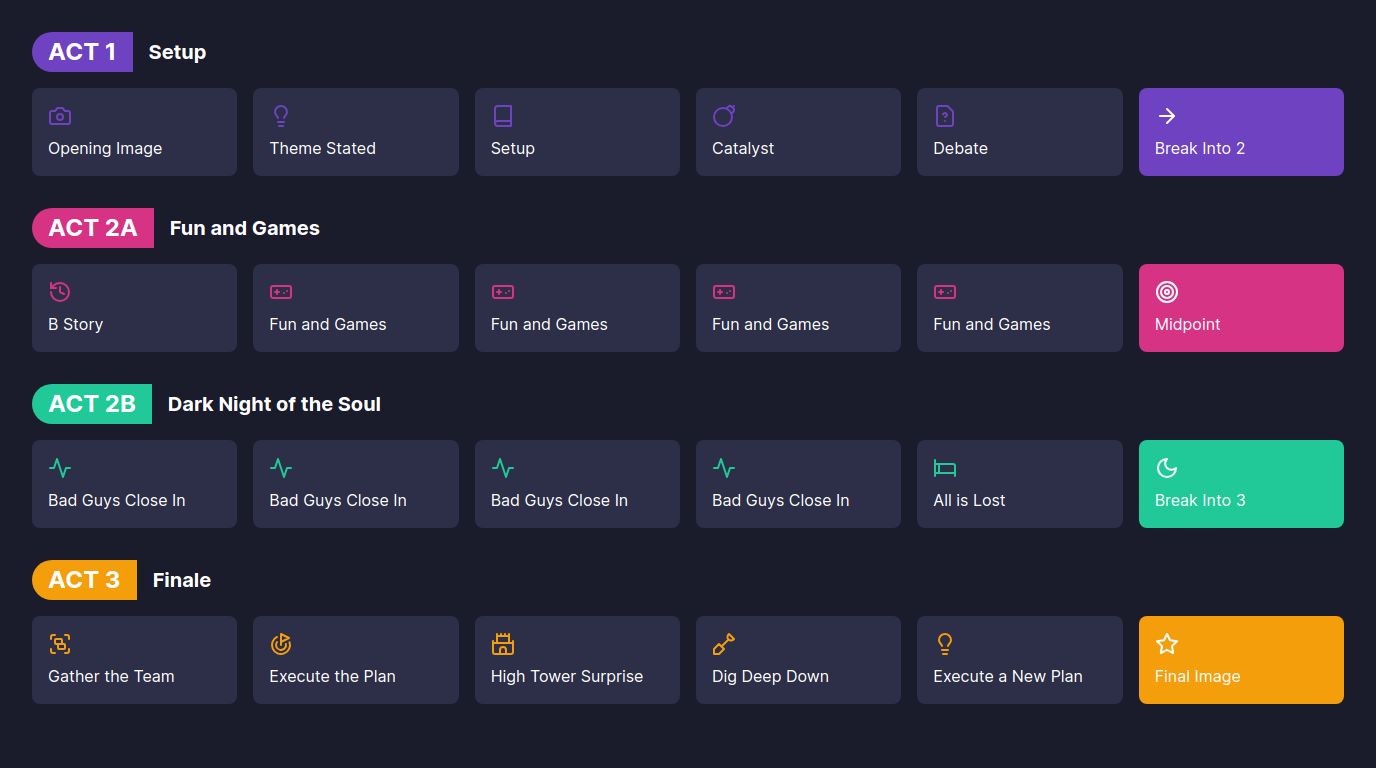 ACT 1 Setup
Opening Image
Theme Stated
Setup
Catalyst
Debate
Break Into 2
ACT 2A Fun and Games
B Story
Fun and Games
Fun and Games
Fun and Games
Fun and Games
Midpoint
ACT 2B Dark Night of the Soul
Bad Guys Close In
Bad Guys Close In
Bad Guys Close In
Bad Guys Close In
All is Lost
Break Into 3
ACT 3 Finale
Gather the Team
Execute the Plan
High Tower Surprise
Dig Deep Down
Execute a New Plan
Final Image